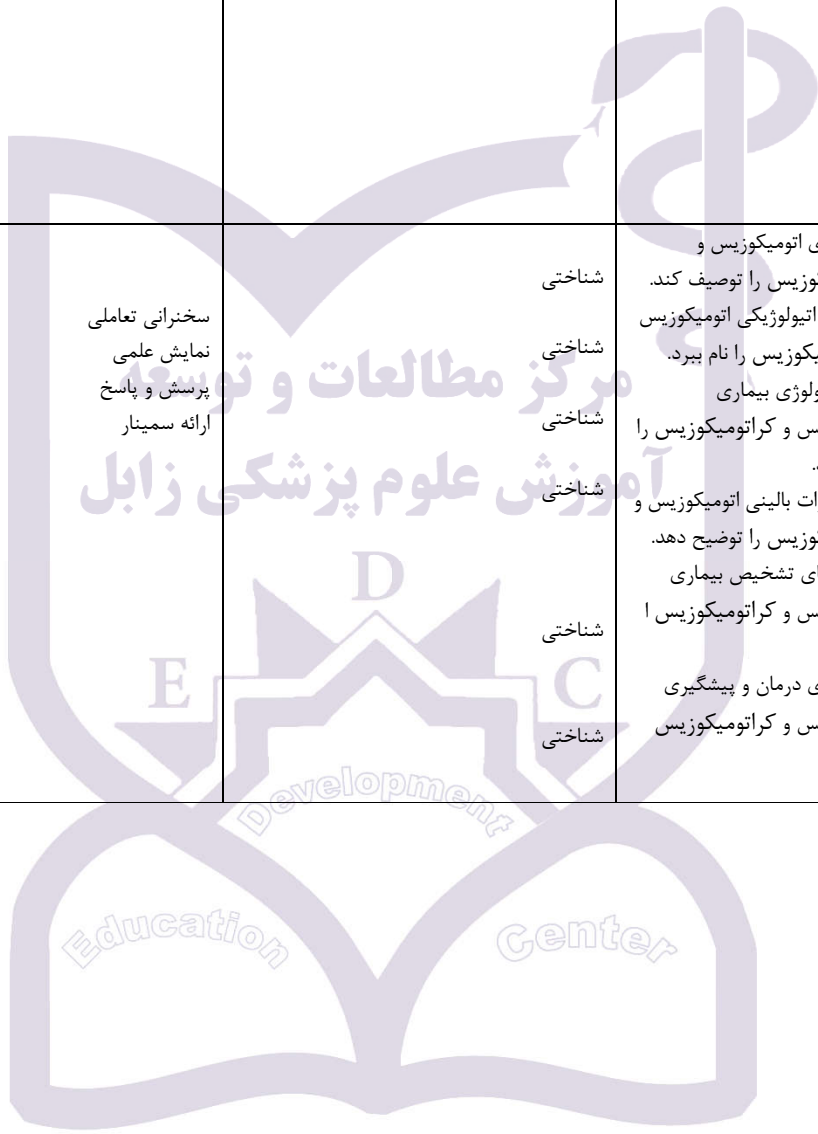 ی اتومیکوزیس و
کوزیس را توصیف کند.
اتیولوژیکی اتومیکوزیس
یکوزیس را نام ببرد.
ولوژی بیماری
س و کراتومیکوزیس را
.
ات بالینی اتومیکوزیس و
کوزیس را توضیح دهد.
ای تشخیص بیماری
س و کراتومیکوزیس ا
ی درمان و پیشگیری
س و کراتومیکوزیس
شناختی
شناختی
شناختی
شناختی
شناختی
شناختی
سخنرانی تعاملی
نمایش علمی
پرسش و پاسخ
ارائه سمینار
مرکز مطالعات و توسعه
آموزش علوم پزشکی زابل
D
E C
Development
Education Center